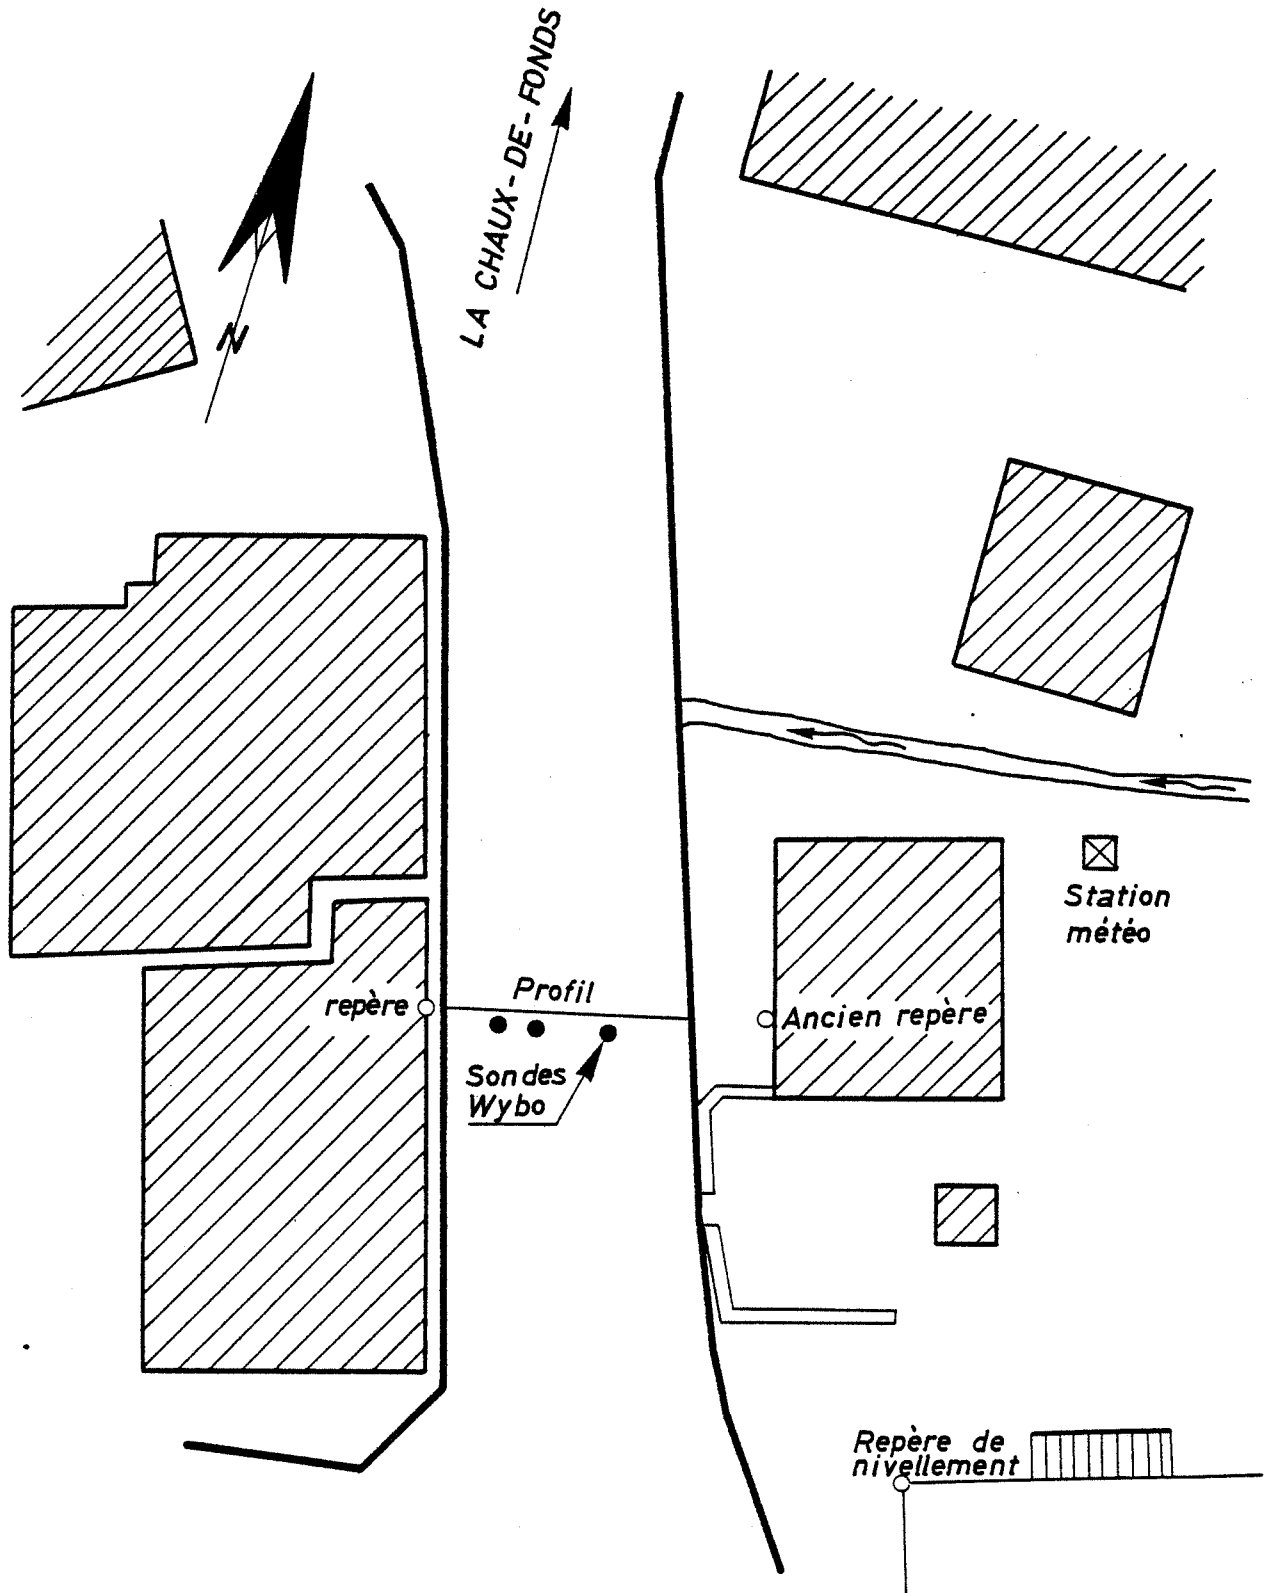 LA CHAUX-DE-FONDS
N
Station
météo
Profil
repère
Ancien repère
Sondes
Wybo
Repère de
nivellement